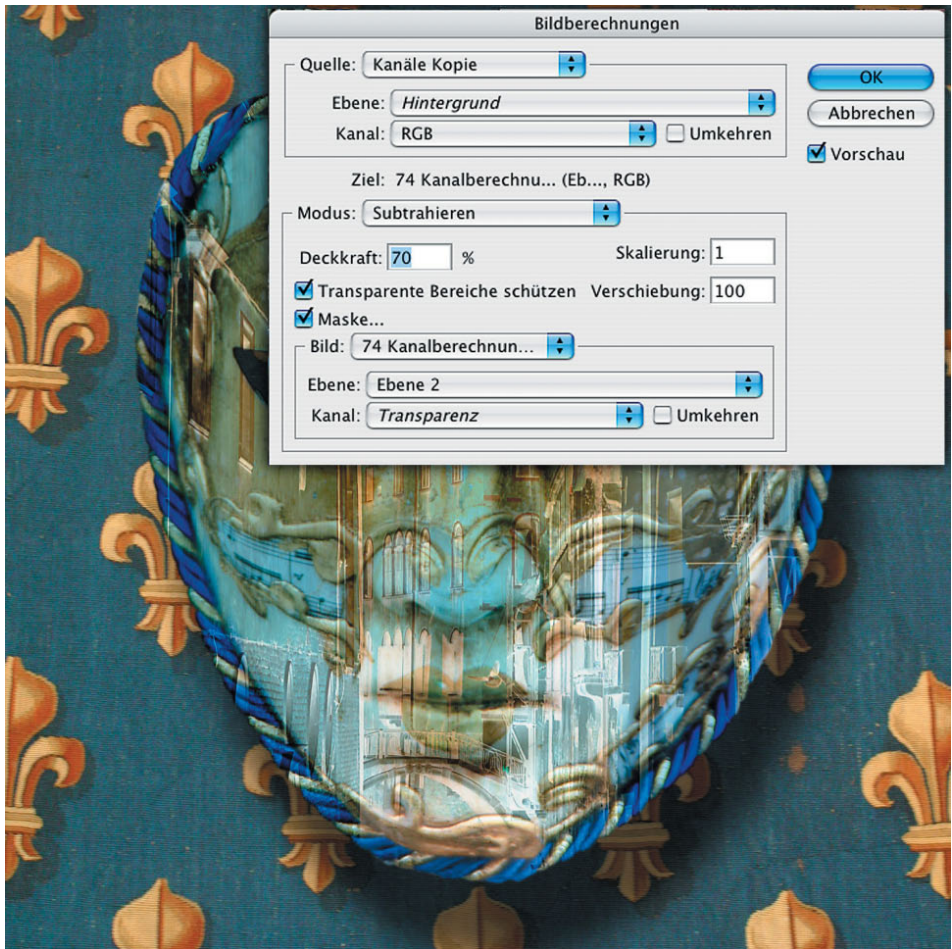 Bildberechnungen
Quelle: Kanäle Kopie
OK
Ebene: Hintergrund
Abbrechen
Kanal: RGB Umkehren
Vorschau
Ziel: 74 Kanalberechnu... (Eb..., RGB)
Modus: Subtrahieren
Deckkraft: 70 % Skalierung: 1
Transparente Bereiche schützen Verschiebung: 100
Maske...
Bild: 74 Kanalberechnun...
Ebene: Ebene 2
Kanal: Transparenz Umkehren